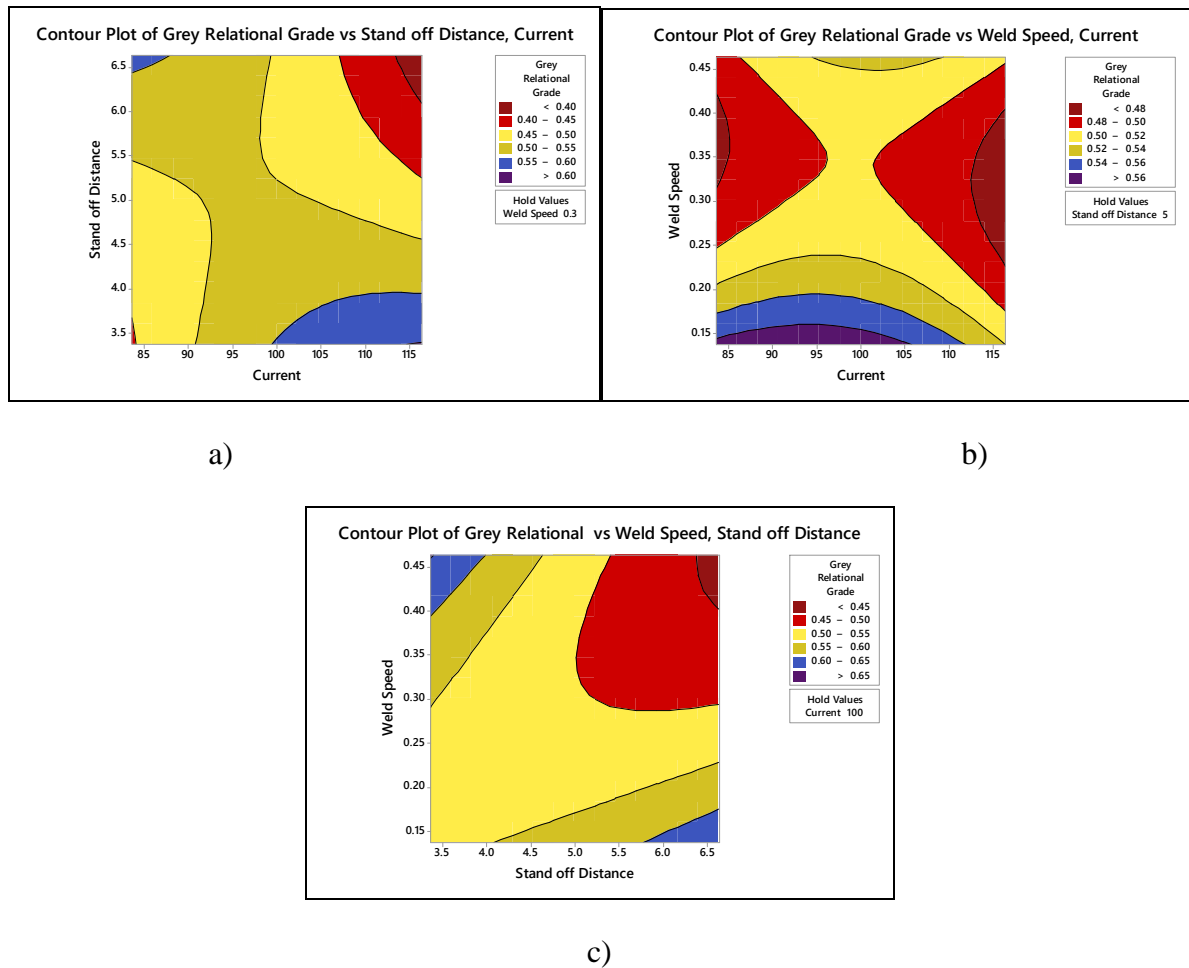 Contour Plot of Grey Relational Grade vs Stand off Distance, Current
Grey
Relational
Grade
< 0.40
0.40 – 0.45
0.45 – 0.50
0.50 – 0.55
0.55 – 0.60
> 0.60
Hold Values
Weld Speed 0.3
Stand off Distance
6.5
6.0
5.5
5.0
4.5
4.0
3.5
85 90 95 100 105 110 115
Current
a)
Contour Plot of Grey Relational Grade vs Weld Speed, Current
Grey
Relational
Grade
< 0.48
0.48 – 0.50
0.50 – 0.52
0.52 – 0.54
0.54 – 0.56
> 0.56
Hold Values
Stand off Distance 5
Weld Speed
0.45
0.40
0.35
0.30
0.25
0.20
0.15
85 90 95 100 105 110 115
Current
b)
Contour Plot of Grey Relational vs Weld Speed, Stand off Distance
Grey
Relational
Grade
< 0.45
0.45 – 0.50
0.50 – 0.55
0.55 – 0.60
0.60 – 0.65
> 0.65
Hold Values
Current 100
Weld Speed
0.45
0.40
0.35
0.30
0.25
0.20
0.15
3.5 4.0 4.5 5.0 5.5 6.0 6.5
Stand off Distance
c)